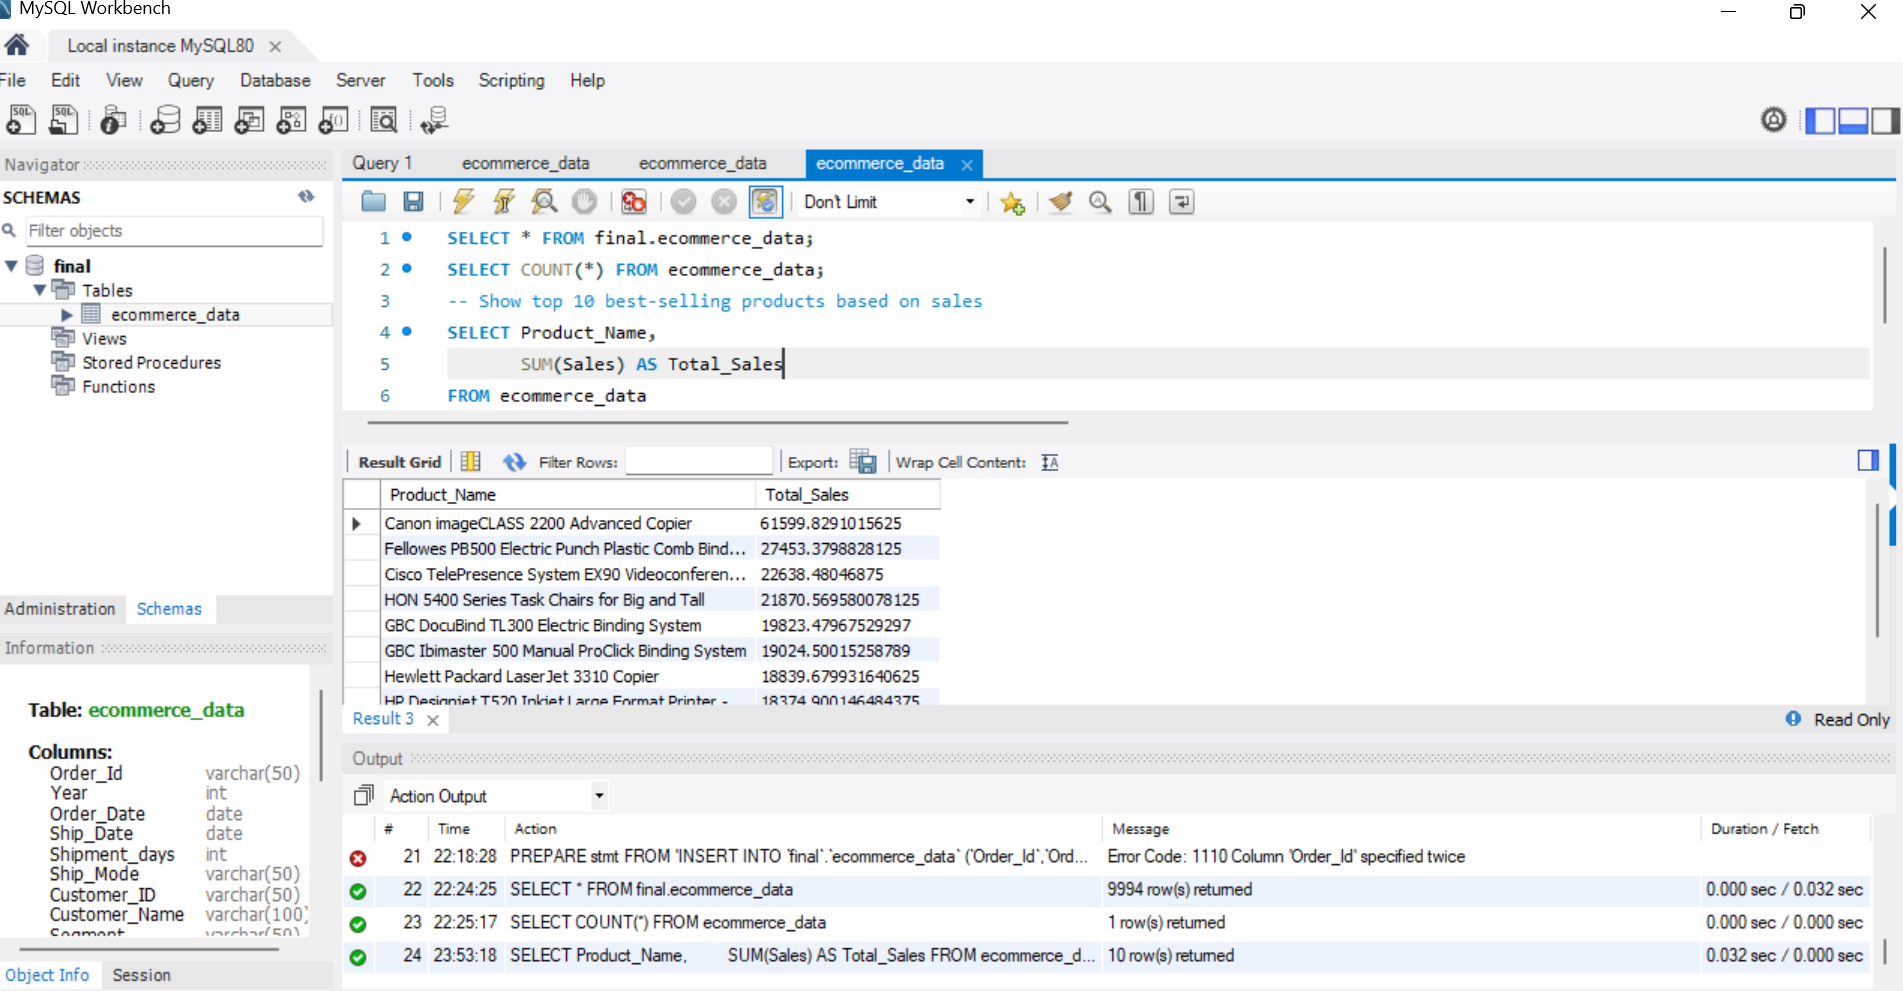 MySQL Workbench
Local instance MySQL80
File Edit View Query Database Server Tools Scripting Help
Navigator
SCHEMAS
Filter objects
final
Tables
ecommerce_data
Views
Stored Procedures
Functions
Administration Schemas
Information
Table: ecommerce_data
Columns:
Order_Id varchar(50)
Year int
Order_Date date
Ship_Date date
Shipment_days int
Ship_Mode varchar(50)
Customer_ID varchar(50)
Customer_Name varchar(100)
Segment varchar(50)
Object Info Session
Query 1 ecommerce_data ecommerce_data ecommerce_data
Don't Limit
1 SELECT * FROM final.ecommerce_data;
2 SELECT COUNT(*) FROM ecommerce_data;
3 -- Show top 10 best-selling products based on sales
4 SELECT Product_Name,
5 SUM(Sales) AS Total_Sales
6 FROM ecommerce_data
Result Grid Filter Rows: Export: Wrap Cell Content:
Product_Name Total_Sales
Canon imageCLASS 2200 Advanced Copier 61599.8291015625
Fellowes PB500 Electric Punch Plastic Comb Bind... 27453.3798828125
Cisco TelePresence System EX90 Videoconferen... 22638.48046875
HON 5400 Series Task Chairs for Big and Tall 21870.569580078125
GBC DocuBind TL300 Electric Binding System 19823.47967529297
GBC Ibimaster 500 Manual ProClick Binding System 19024.50015258789
Hewlett Packard LaserJet 3310 Copier 18839.679931640625
HP Designjet T520 Inkjet Large Format Printer - 18374.900146484375
Result 3 Read Only
Output
Action Output
# Time Action Message Duration / Fetch
21 22:18:28 PREPARE stmt FROM 'INSERT INTO `final`.`ecommerce_data` (`Order_Id`,`Ord... Error Code: 1110 Column 'Order_Id' specified twice
22 22:24:25 SELECT * FROM final.ecommerce_data 9994 row(s) returned 0.000 sec / 0.032 sec
23 22:25:17 SELECT COUNT(*) FROM ecommerce_data 1 row(s) returned 0.000 sec / 0.000 sec
24 23:53:18 SELECT Product_Name, SUM(Sales) AS Total_Sales FROM ecommerce_d... 10 row(s) returned 0.032 sec / 0.000 sec